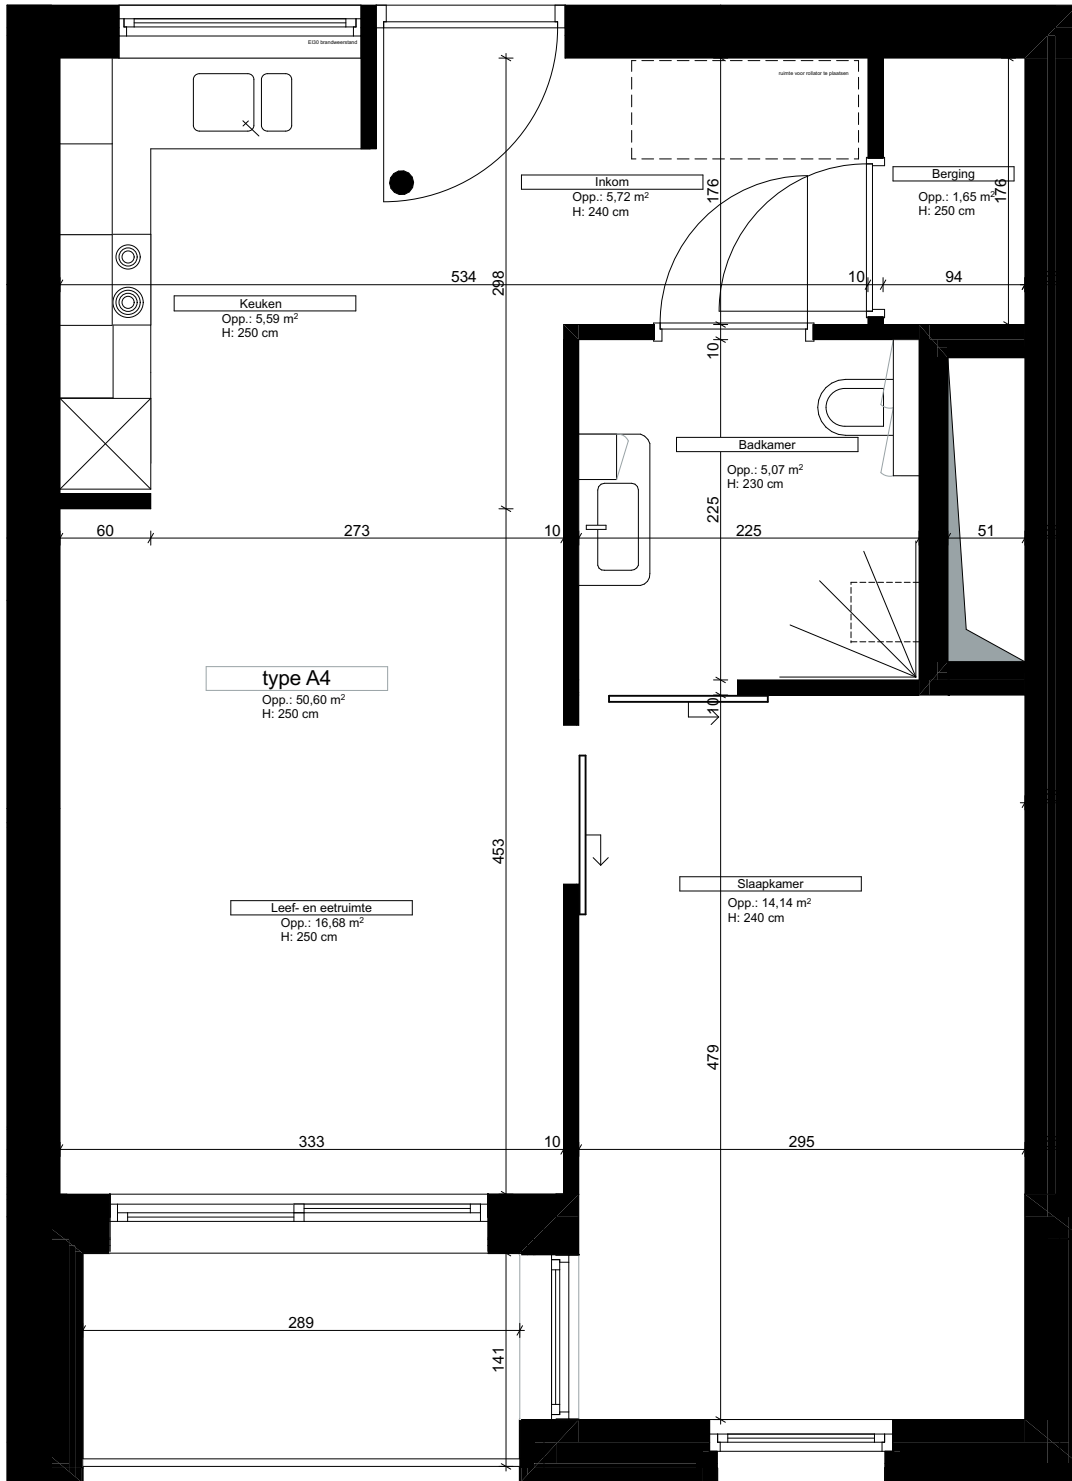 EI30 brandweerstand
ruimte voor rollator te plaatsen
Inkom
Opp.: 5,72 m²
H: 240 cm
176
Berging
Opp.: 1,65 m²
H: 250 cm
176
534
298
10
94
Keuken
Opp.: 5,59 m²
H: 250 cm
10
Badkamer
Opp.: 5,07 m²
H: 230 cm
225
60
273
10
225
51
type A4
Opp.: 50,60 m²
H: 250 cm
10
453
Slaapkamer
Opp.: 14,14 m²
H: 240 cm
Leef- en eetruimte
Opp.: 16,68 m²
H: 250 cm
479
333
10
295
289
141